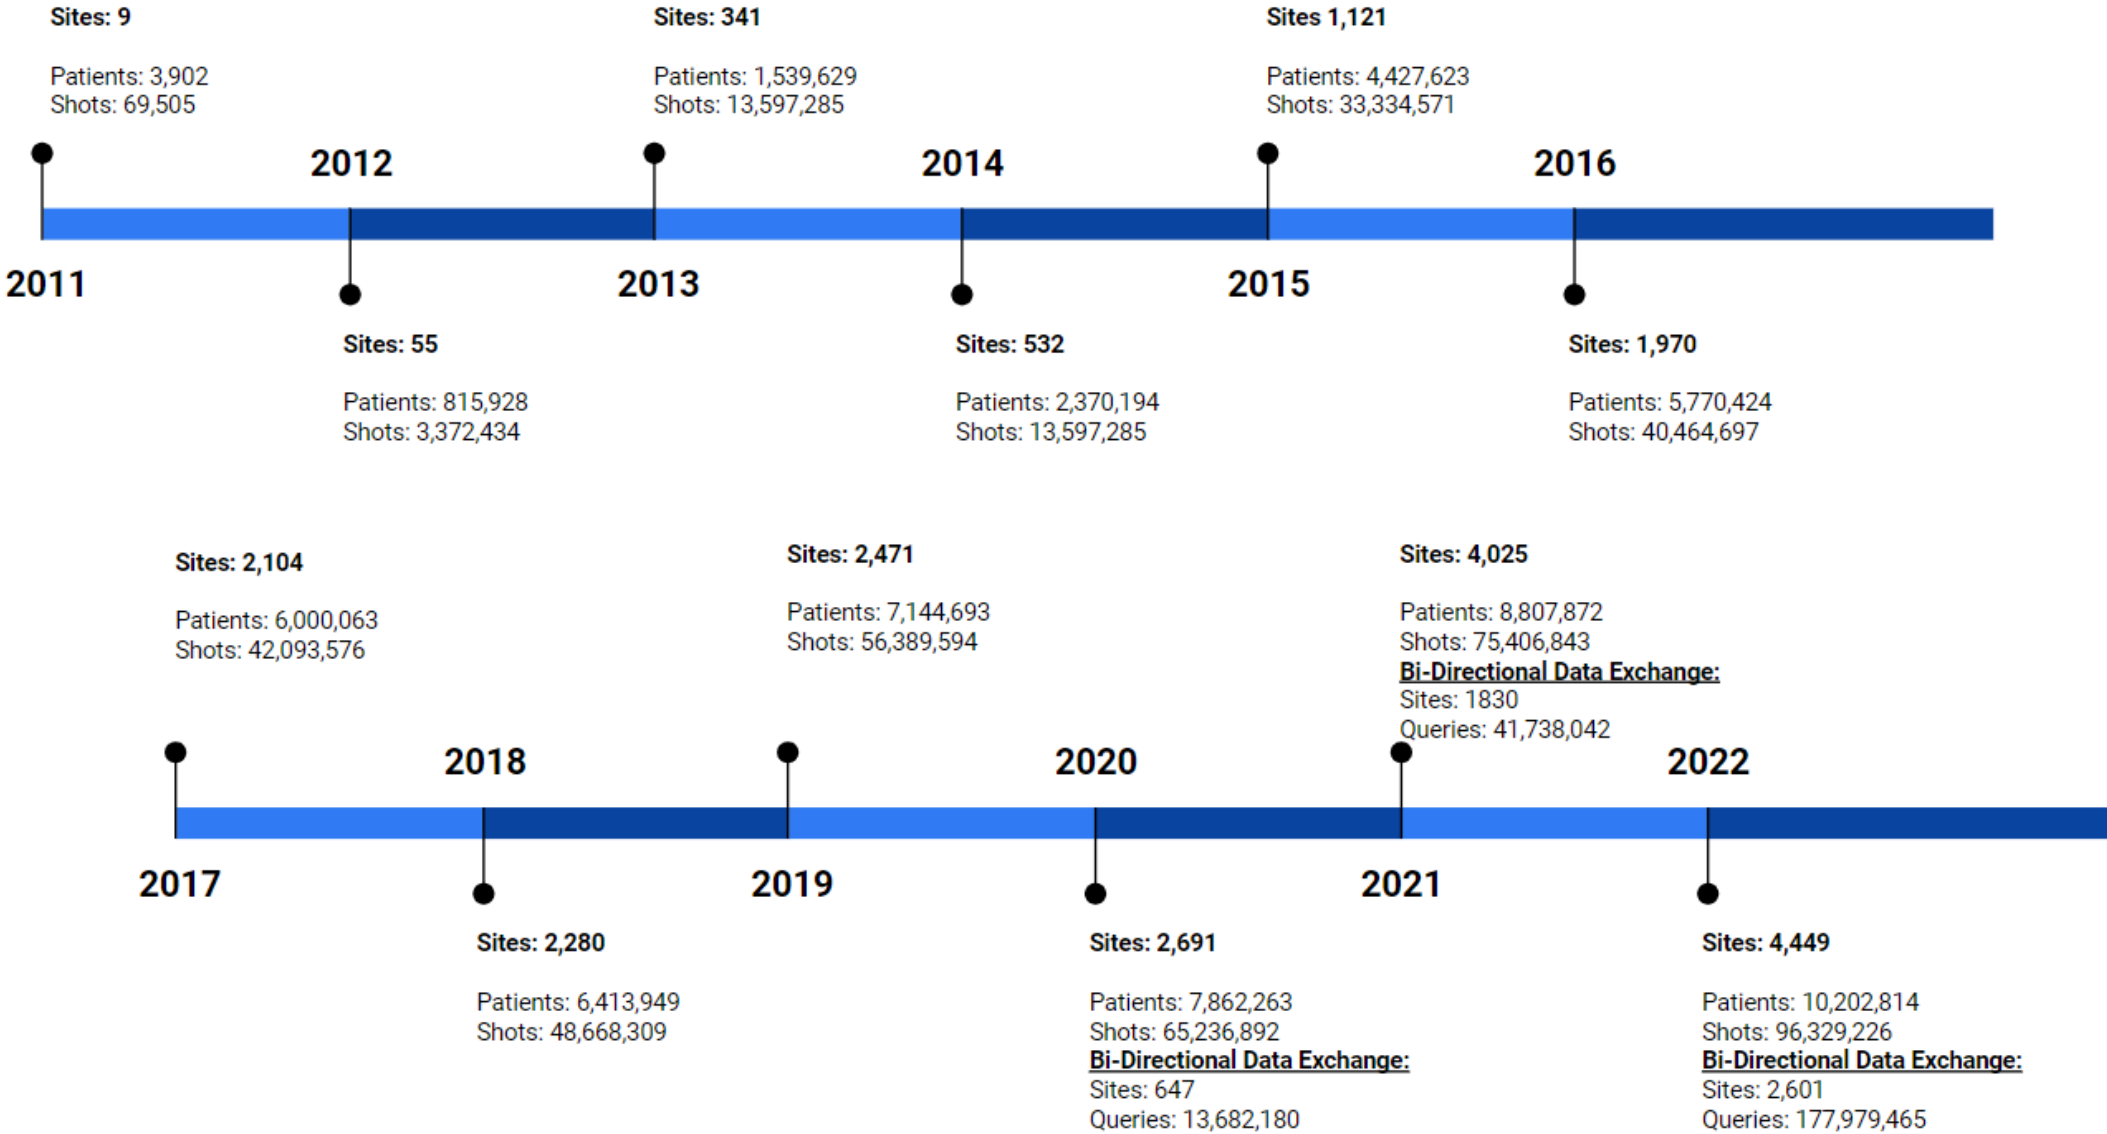 Sites: 9
Patients: 3,902
Shots: 69,505
Sites: 341
Patients: 1,539,629
Shots: 13,597,285
Sites 1,121
Patients: 4,427,623
Shots: 33,334,571
2012
2014
2016
2011
2013
2015
Sites: 55
Patients: 815,928
Shots: 3,372,434
Sites: 532
Patients: 2,370,194
Shots: 13,597,285
Sites: 1,970
Patients: 5,770,424
Shots: 40,464,697
Sites: 2,104
Patients: 6,000,063
Shots: 42,093,576
Sites: 2,471
Patients: 7,144,693
Shots: 56,389,594
Sites: 4,025
Patients: 8,807,872
Shots: 75,406,843
Bi-Directional Data Exchange:
Sites: 1830
Queries: 41,738,042
2018
2020
2022
2017
2019
2021
Sites: 2,280
Patients: 6,413,949
Shots: 48,668,309
Sites: 2,691
Patients: 7,862,263
Shots: 65,236,892
Bi-Directional Data Exchange:
Sites: 647
Queries: 13,682,180
Sites: 4,449
Patients: 10,202,814
Shots: 96,329,226
Bi-Directional Data Exchange:
Sites: 2,601
Queries: 177,979,465